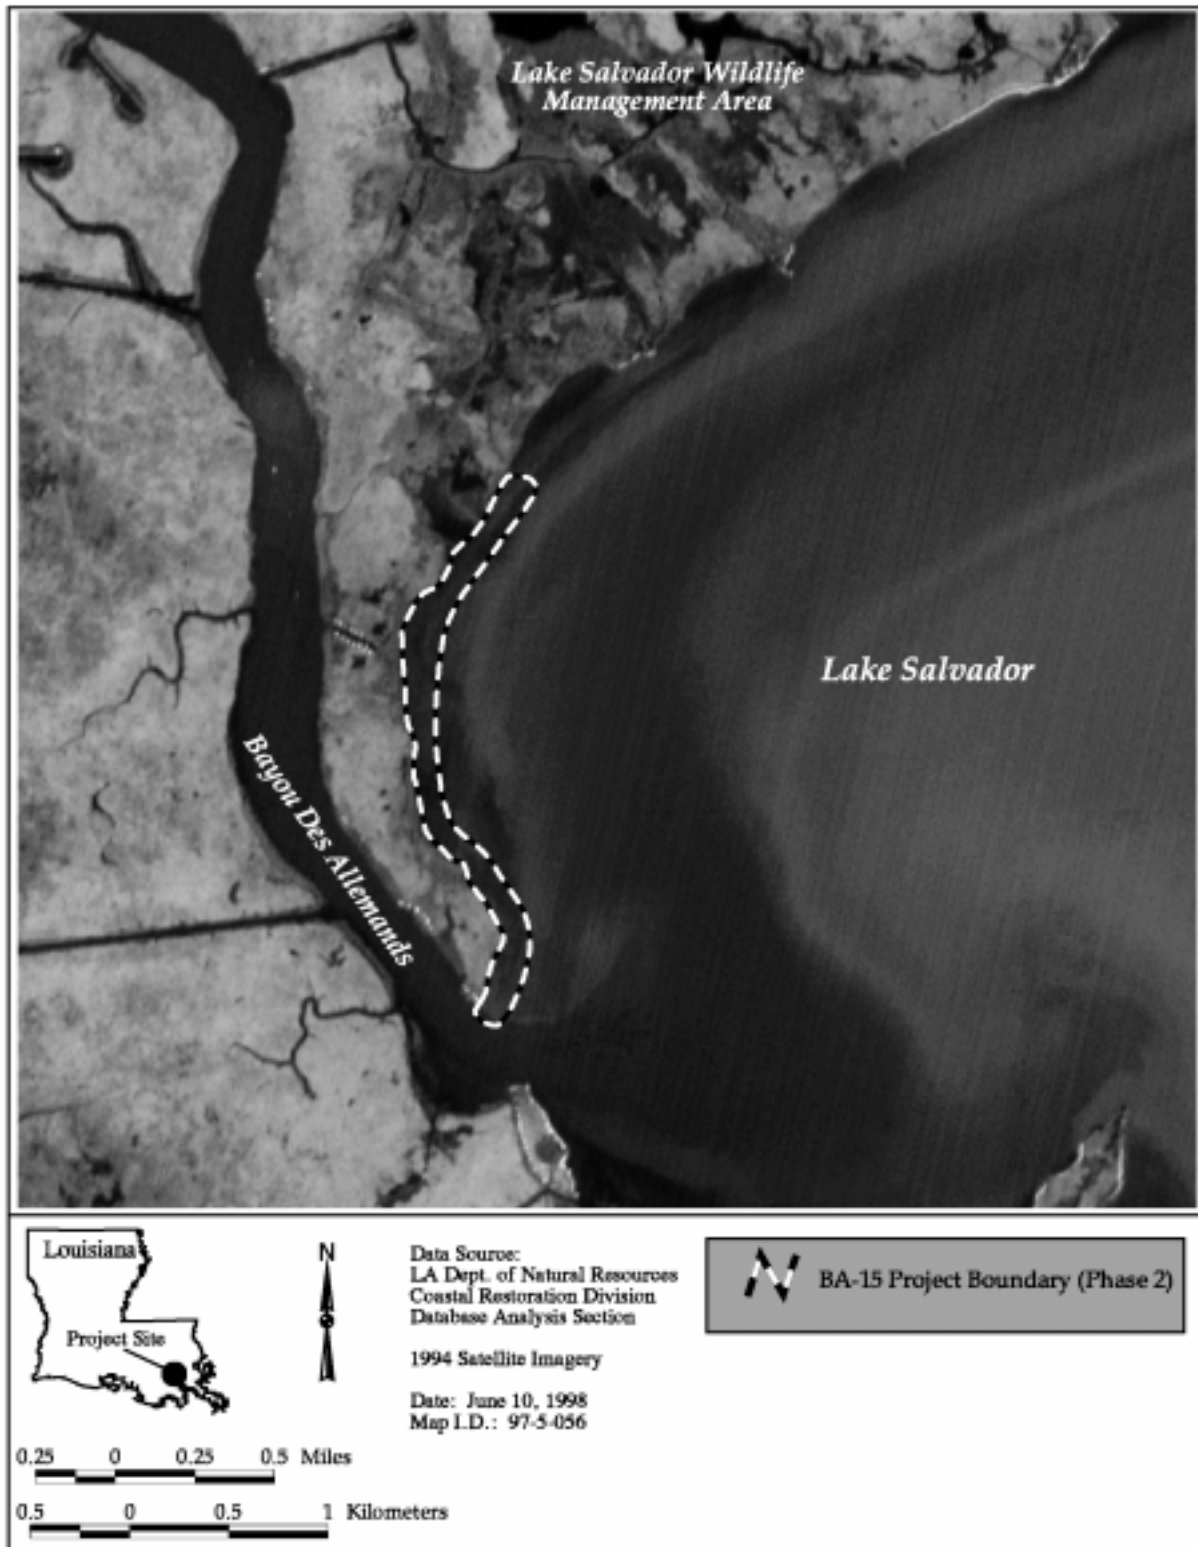 Lake Salvador Wildlife
Management Area
Lake Salvador
Bayou Des Allemands
Louisiana
Project Site
N
Data Source:
LA Dept. of Natural Resources
Coastal Restoration Division
Database Analysis Section
1994 Satellite Imagery
Date: June 10, 1998
Map I.D.: 97-5-056
BA-15 Project Boundary (Phase 2)
0.25 0 0.25 0.5 Miles
0.5 0 0.5 1 Kilometers